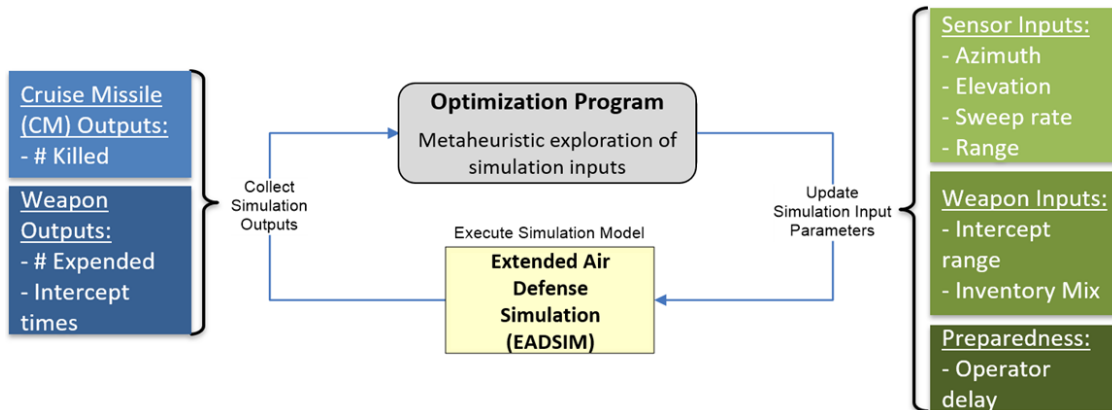 Cruise Missile
(CM) Outputs:
- # Killed
Weapon
Outputs:
- # Expended
- Intercept
times
Collect
Simulation
Outputs
Optimization Program
Metaheuristic exploration of
simulation inputs
Execute Simulation Model
Extended Air
Defense
Simulation
(EADSIM)
Update
Simulation Input
Parameters
Sensor Inputs:
- Azimuth
- Elevation
- Sweep rate
- Range
Weapon Inputs:
- Intercept
range
- Inventory Mix
Preparedness:
- Operator
delay